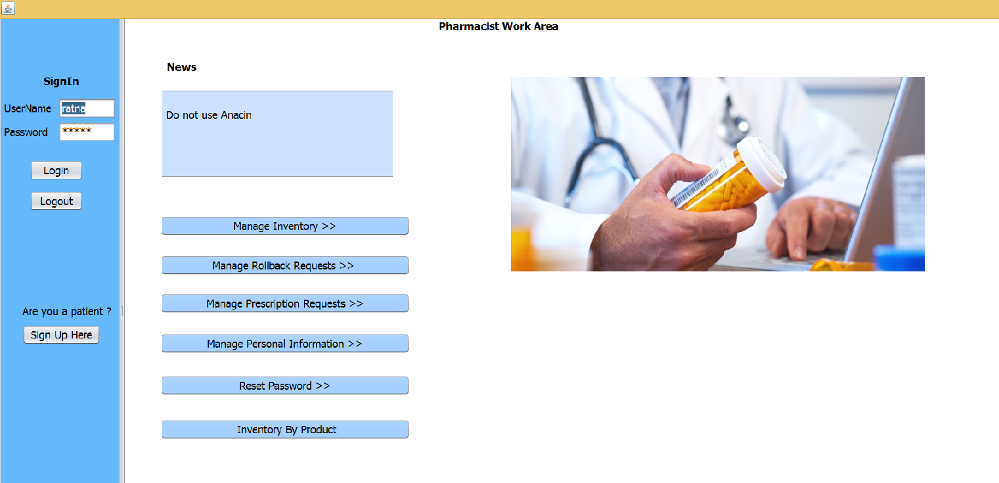 Pharmacist Work Area
SignIn
UserName ratna
Password *****
Login
Logout
Are you a patient ?
Sign Up Here
News
Do not use Anacin
Manage Inventory >>
Manage Rollback Requests >>
Manage Prescription Requests >>
Manage Personal Information >>
Reset Password >>
Inventory By Product